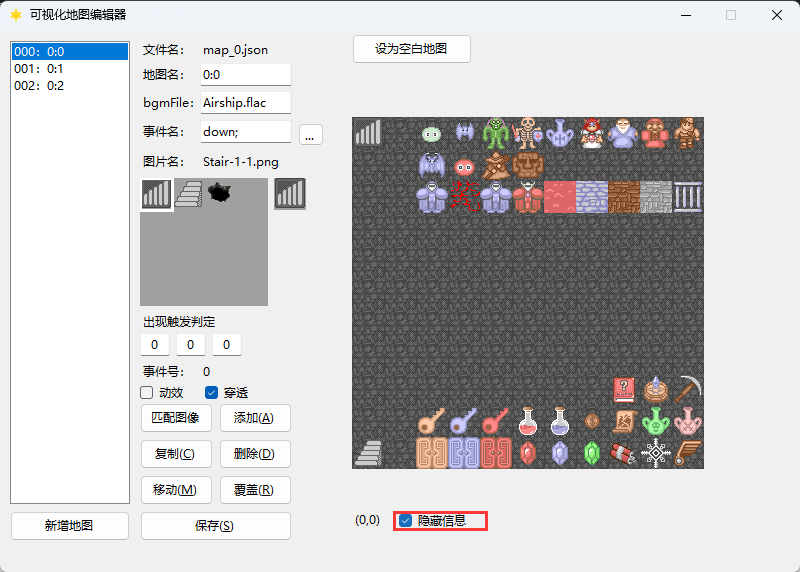 可视化地图编辑器
000：0:0
001：0:1
002：0:2
文件名： map_0.json
地图名： 0:0
bgmFile： Airship.flac
事件名： down; ...
图片名： Stair-1-1.png
出现触发判定
0 0 0
事件号： 0
动效 穿透
匹配图像 添加(A)
复制(C) 删除(D)
移动(M) 覆盖(R)
新增地图 保存(S)
设为空白地图
?
(0,0) 隐藏信息